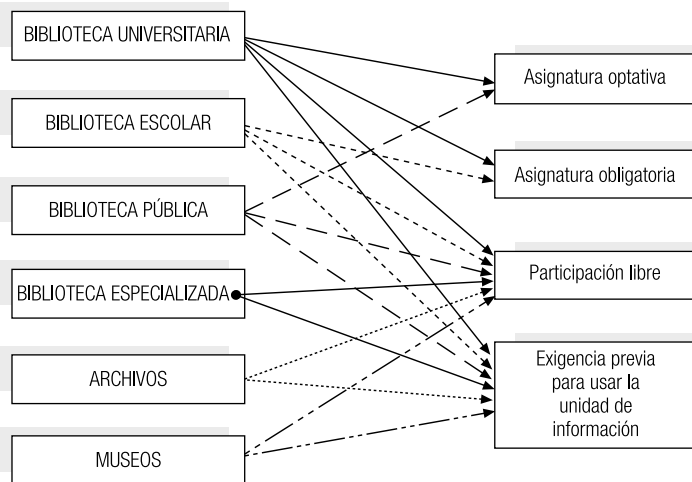 BIBLIOTECA UNIVERSITARIA
BIBLIOTECA ESCOLAR
BIBLIOTECA PÚBLICA
BIBLIOTECA ESPECIALIZADA
ARCHIVOS
MUSEOS
Asignatura optativa
Asignatura obligatoria
Participación libre
Exigencia previa
para usar la
unidad de
información